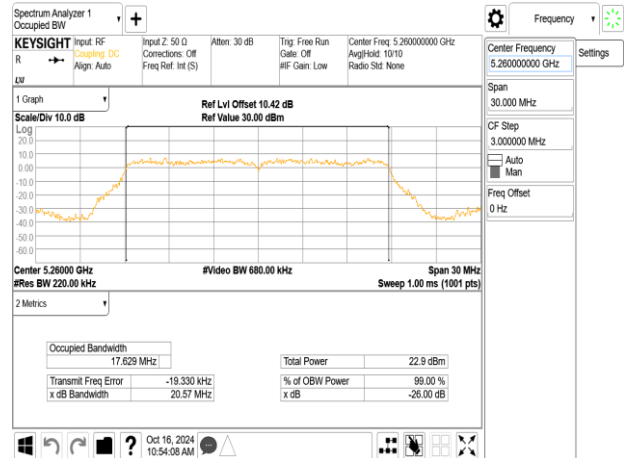 Spectrum Analyzer 1
Occupied BW
+
Frequency
KEYSIGHT
R
LXI
Input: RF
Coupling: DC
Align: Auto
Input Z: 50 Ω
Corrections: Off
Freq Ref: Int (S)
Atten: 30 dB
Trig: Free Run
Gate: Off
#IF Gain: Low
Center Freq: 5.260000000 GHz
Avg|Hold: 10/10
Radio Std: None
Center Frequency
5.260000000 GHz
Settings
Span
30.000 MHz
CF Step
3.000000 MHz
Auto
Man
Freq Offset
0 Hz
1 Graph
Scale/Div 10.0 dB
Ref Lvl Offset 10.42 dB
Ref Value 30.00 dBm
Log
20.0
10.0
0.00
-10.0
-20.0
-30.0
-40.0
-50.0
-60.0
Center 5.26000 GHz
#Video BW 680.00 kHz
Span 30 MHz
#Res BW 220.00 kHz
Sweep 1.00 ms (1001 pts)
2 Metrics
Occupied Bandwidth
17.629 MHz
Total Power 22.9 dBm
Transmit Freq Error -19.330 kHz
% of OBW Power 99.00 %
x dB Bandwidth 20.57 MHz
x dB -26.00 dB
?
Oct 16, 2024
10:54:08 AM